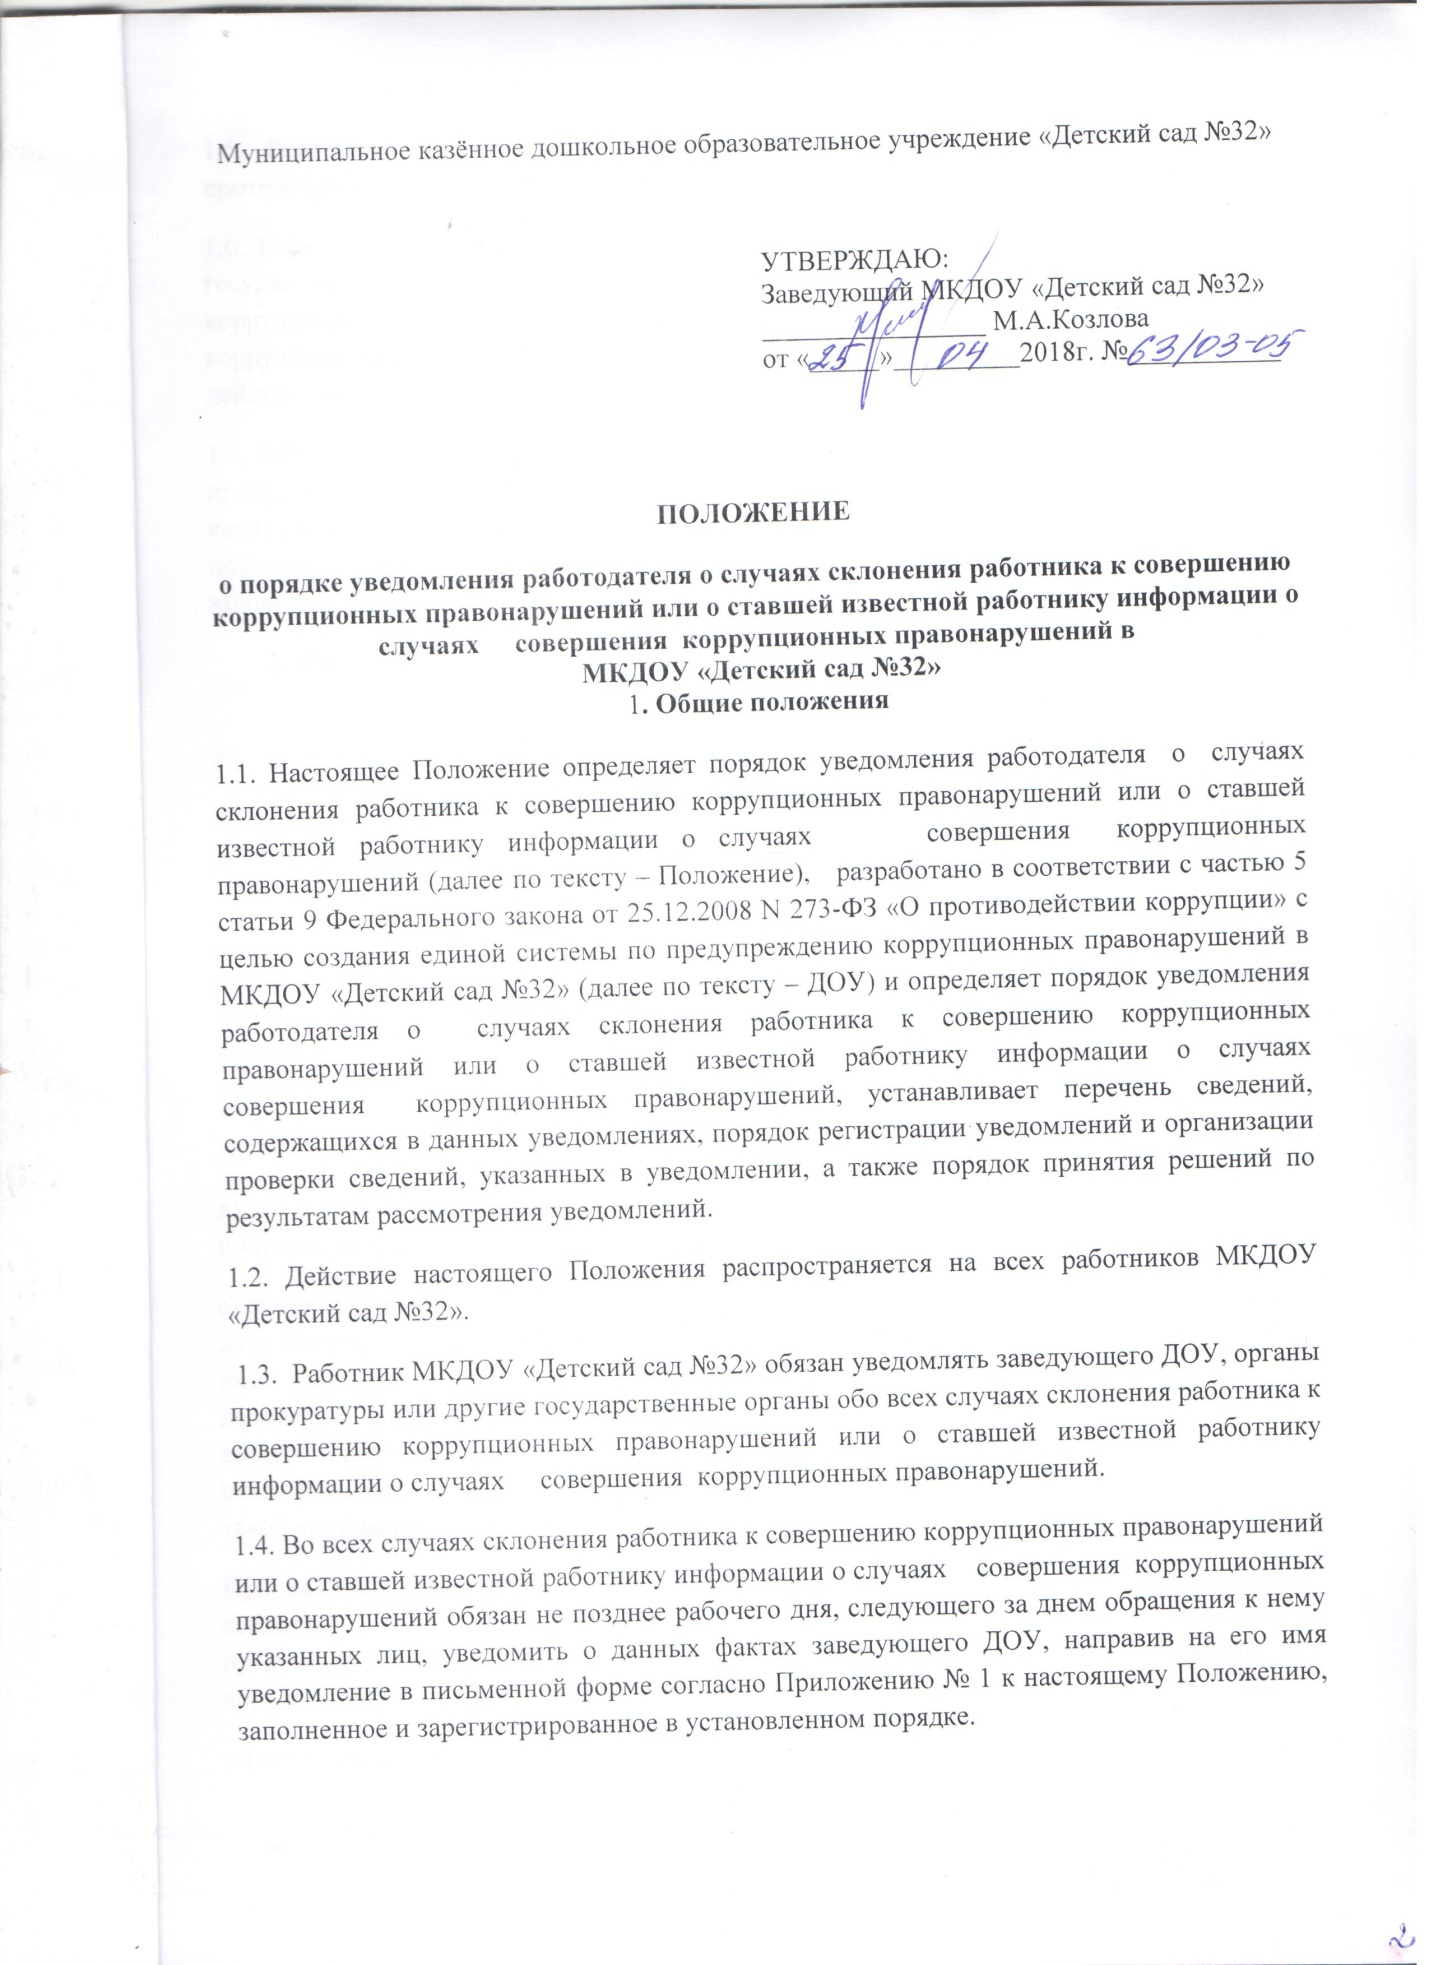 Муниципальное казённое дошкольное образовательное учреждение «Детский сад №32»
УТВЕРЖДАЮ:
Заведующий МКДОУ «Детский сад №32»
________________ М.А.Козлова
от «25»  04  2018г. № 63/03-05
ПОЛОЖЕНИЕ
о порядке уведомления работодателя о случаях склонения работника к совершению
коррупционных правонарушений или о ставшей известной работнику информации о
случаях совершения коррупционных правонарушений в
МКДОУ «Детский сад №32»
1. Общие положения
1.1. Настоящее Положение определяет порядок уведомления работодателя о случаях
склонения работника к совершению коррупционных правонарушений или о ставшей
известной работнику информации о случаях совершения коррупционных
правонарушений (далее по тексту – Положение), разработано в соответствии с частью 5
статьи 9 Федерального закона от 25.12.2008 N 273-ФЗ «О противодействии коррупции» с
целью создания единой системы по предупреждению коррупционных правонарушений в
МКДОУ «Детский сад №32» (далее по тексту – ДОУ) и определяет порядок уведомления
работодателя о случаях склонения работника к совершению коррупционных
правонарушений или о ставшей известной работнику информации о случаях
совершения коррупционных правонарушений, устанавливает перечень сведений,
содержащихся в данных уведомлениях, порядок регистрации уведомлений и организации
проверки сведений, указанных в уведомлении, а также порядок принятия решений по
результатам рассмотрения уведомлений.
1.2. Действие настоящего Положения распространяется на всех работников МКДОУ
«Детский сад №32».
1.3. Работник МКДОУ «Детский сад №32» обязан уведомлять заведующего ДОУ, органы
прокуратуры или другие государственные органы обо всех случаях склонения работника к
совершению коррупционных правонарушений или о ставшей известной работнику
информации о случаях совершения коррупционных правонарушений.
1.4. Во всех случаях склонения работника к совершению коррупционных правонарушений
или о ставшей известной работнику информации о случаях совершения коррупционных
правонарушений обязан не позднее рабочего дня, следующего за днем обращения к нему
указанных лиц, уведомить о данных фактах заведующего ДОУ, направив на его имя
уведомление в письменной форме согласно Приложению № 1 к настоящему Положению,
заполненное и зарегистрированное в установленном порядке.
2